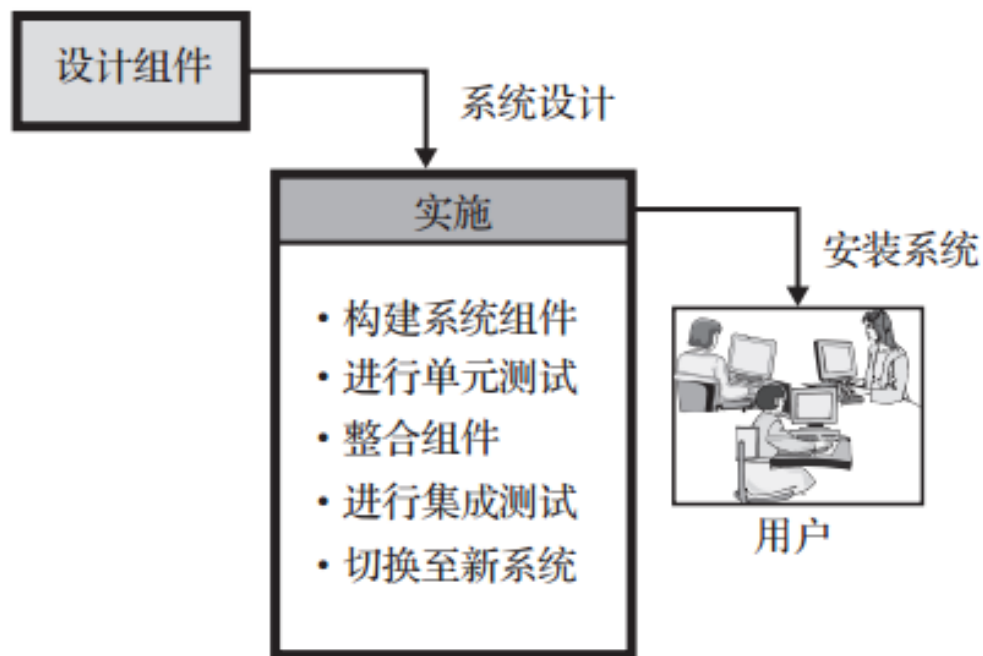 设计组件
系统设计
实施
安装系统
·构建系统组件
·进行单元测试
·整合组件
·进行集成测试
·切换至新系统
用户